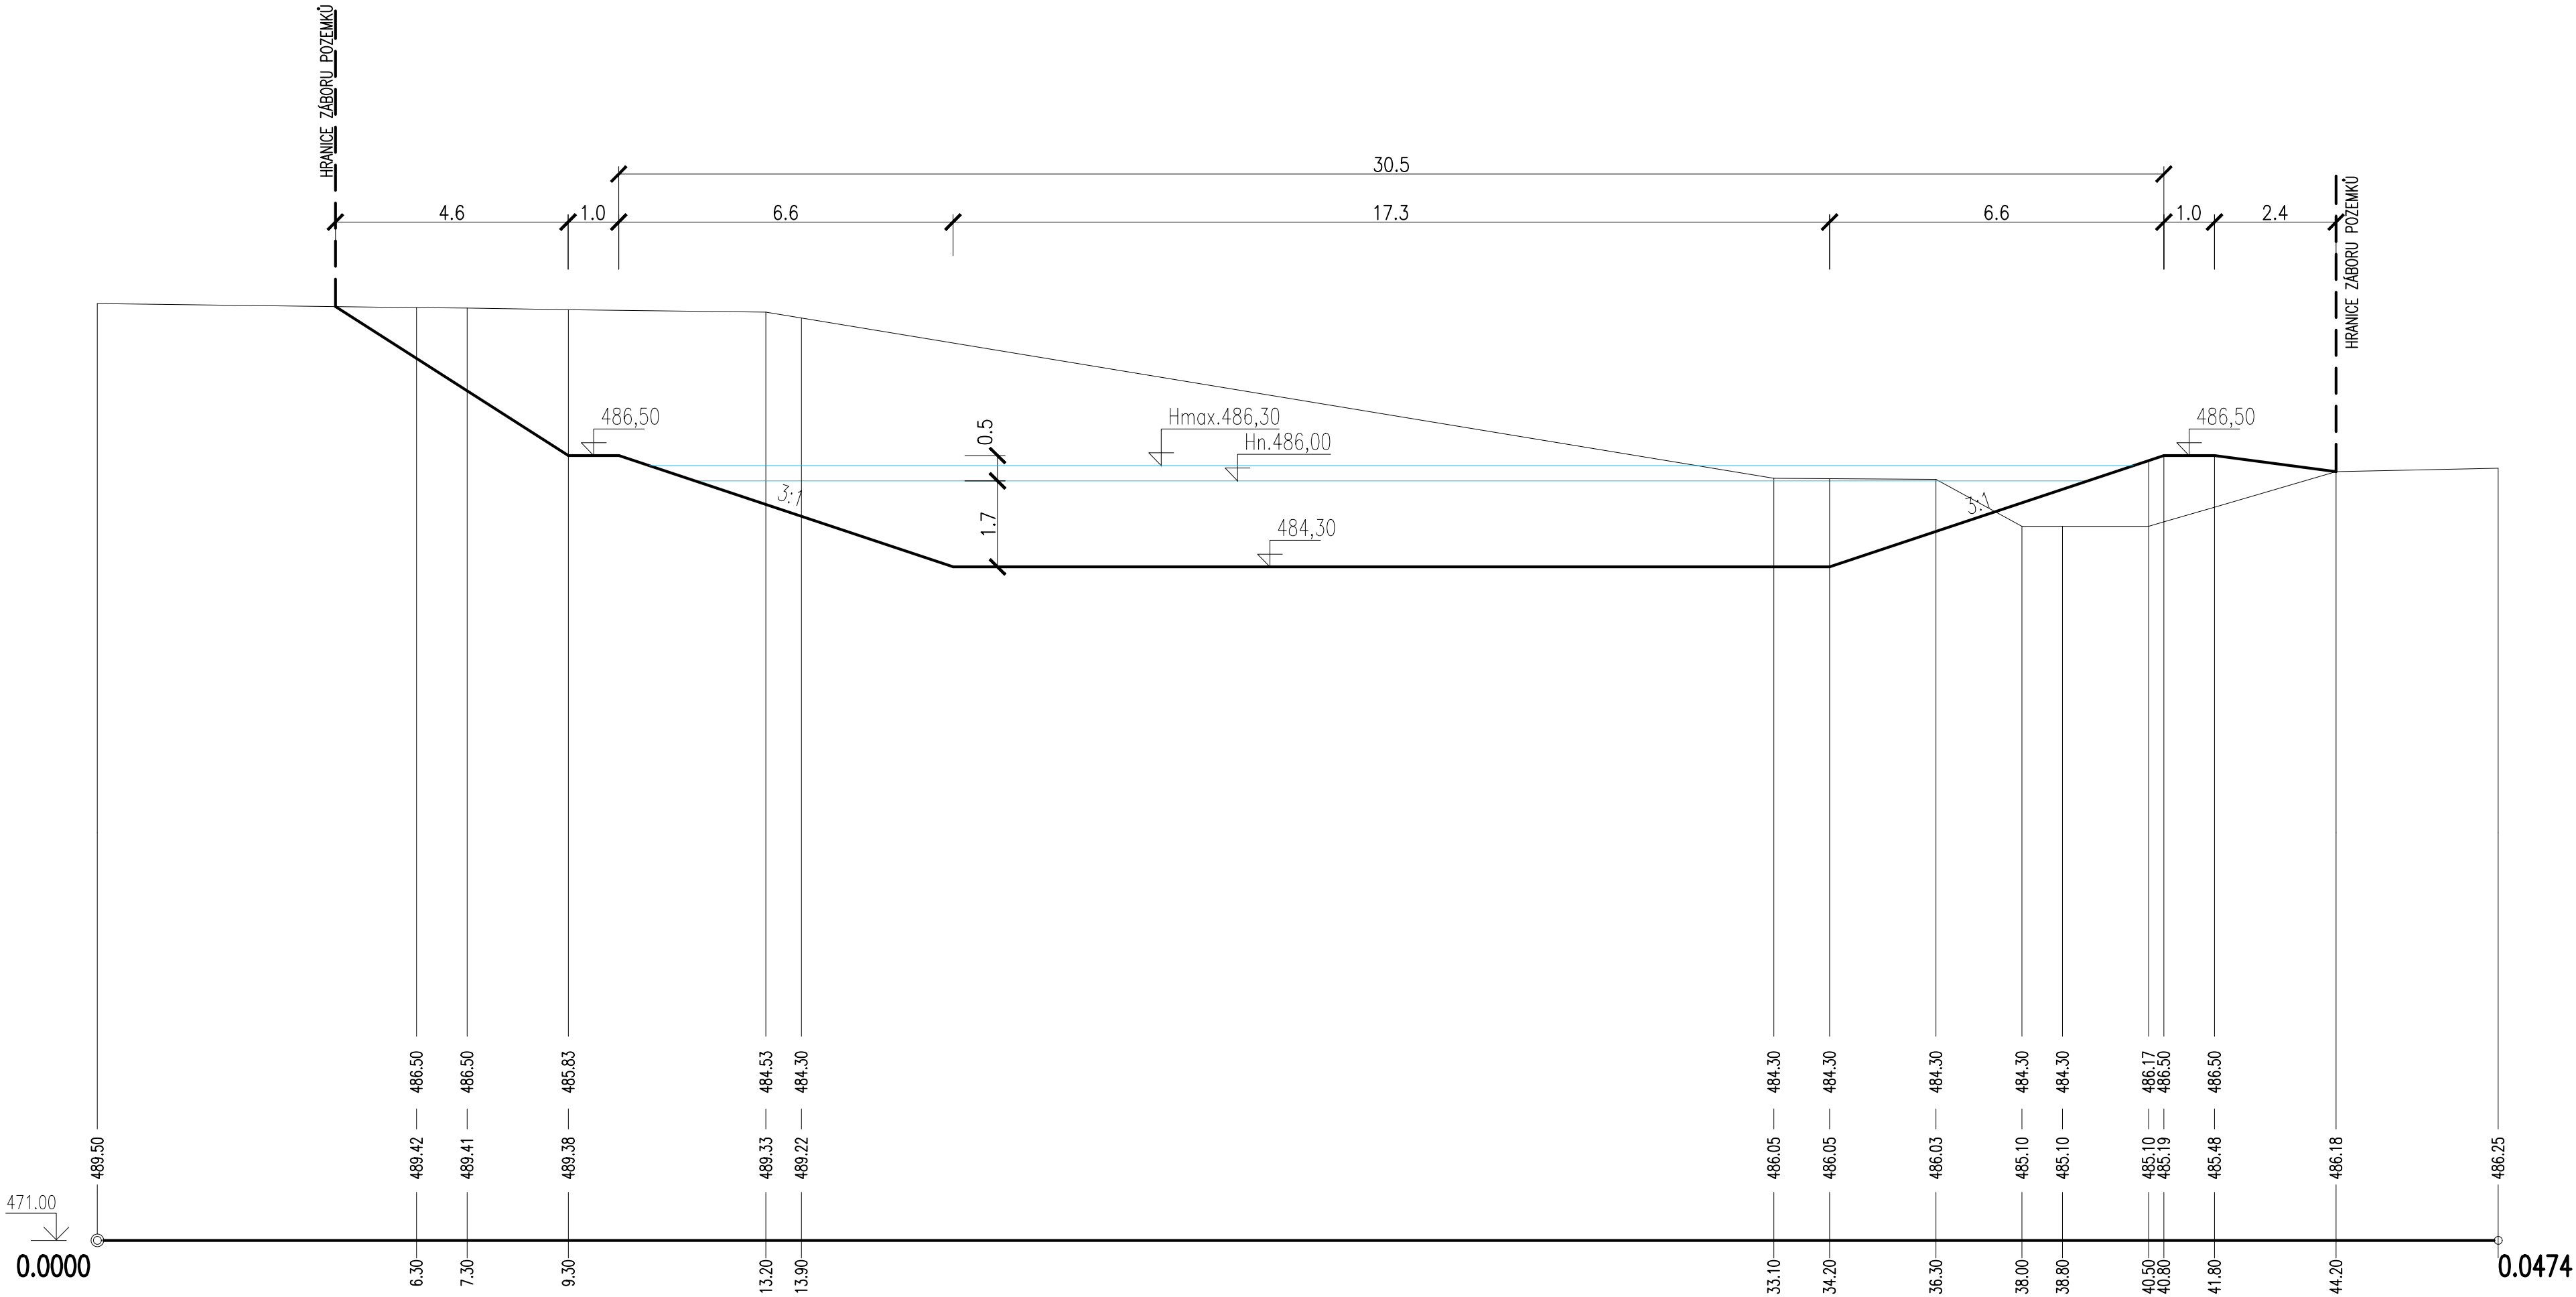 HRANICE ZÁBORU POZEMKŮ
HRANICE ZÁBORU POZEMKŮ
30.5
4.6 1.0 6.6 17.3 6.6 1.0 2.4
486,50 Hmax.486,30 486,50
Hn.486,00
0.5
3:1 3:1
1.7
484,30
486.50 486.50 485.83 484.53 484.30 484.30 484.30 484.30 484.30 484.30 486.17 486.50 486.50
489.50 489.42 489.41 489.38 489.33 489.22 486.05 486.05 486.03 485.10 485.10 485.10 485.19 485.48 486.18 486.25
471.00
0.0000 0.0474
6.30 7.30 9.30 13.20 13.90 33.10 34.20 36.30 38.00 38.80 40.50 40.80 41.80 44.20